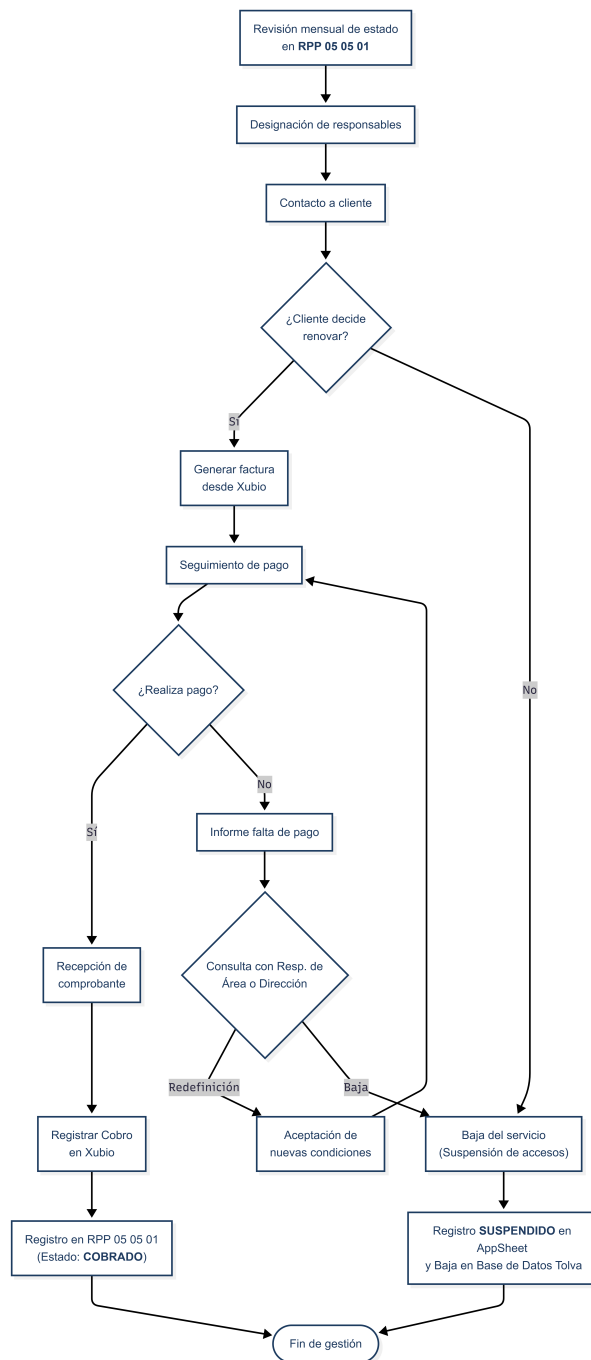 Revisión mensual de estado
en RPP 05 05 01
Designación de responsables
Contacto a cliente
¿Cliente decide
renovar?
Sí
Generar factura
desde Xubio
Seguimiento de pago
¿Realiza pago?
No
No
Sí
Informe falta de pago
Recepción de
comprobante
Consulta con Resp. de
Área o Dirección
Redefinición
Baja
Registrar Cobro
en Xubio
Aceptación de
nuevas condiciones
Baja del servicio
(Suspensión de accesos)
Registro en RPP 05 05 01
(Estado: COBRADO)
Registro SUSPENDIDO en
AppSheet
y Baja en Base de Datos Tolva
Fin de gestión